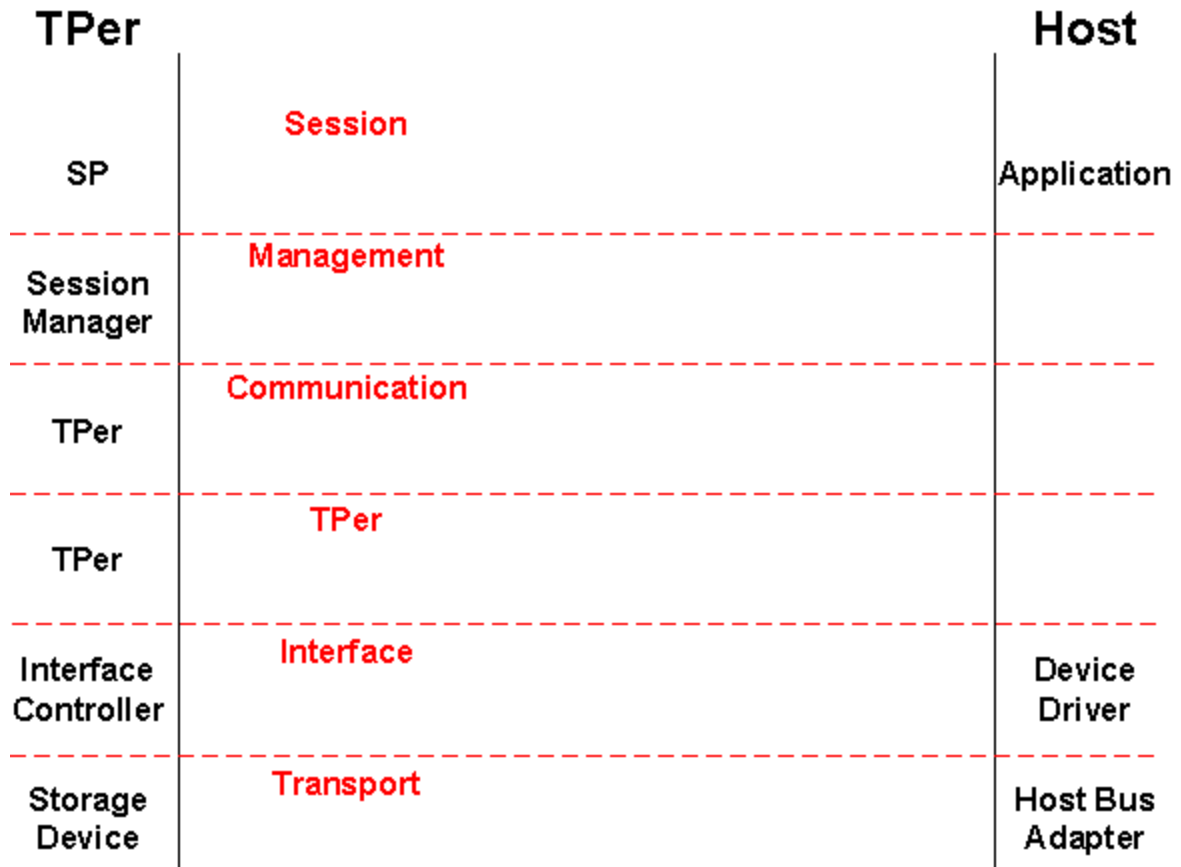 TPer
Host
Session
SP
Application
Management
Session
Manager
Communication
TPer
TPer
TPer
Interface
Interface
Controller
Device
Driver
Transport
Storage
Device
Host Bus
Adapter